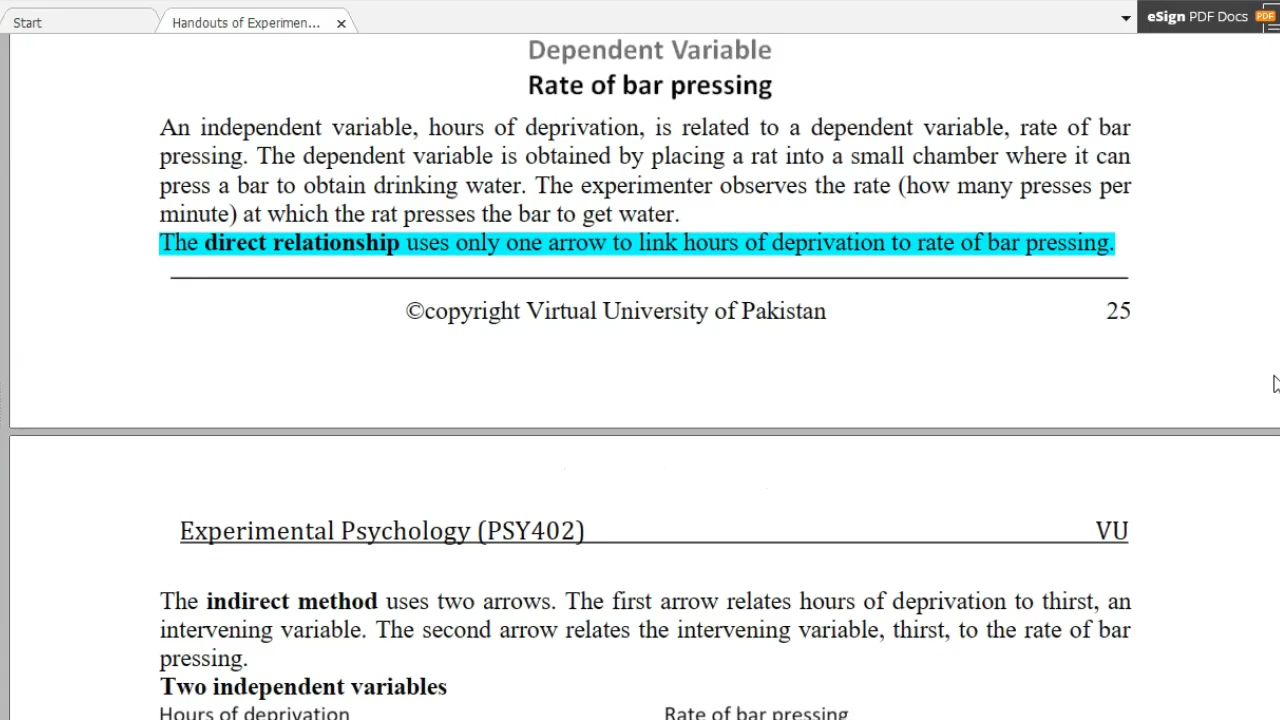 Start
Handouts of Experimen...
eSign PDF Docs PDF
Dependent Variable
Rate of bar pressing
An independent variable, hours of deprivation, is related to a dependent variable, rate of bar
pressing. The dependent variable is obtained by placing a rat into a small chamber where it can
press a bar to obtain drinking water. The experimenter observes the rate (how many presses per
minute) at which the rat presses the bar to get water.
The direct relationship uses only one arrow to link hours of deprivation to rate of bar pressing.
©copyright Virtual University of Pakistan 25
Experimental Psychology (PSY402) VU
The indirect method uses two arrows. The first arrow relates hours of deprivation to thirst, an
intervening variable. The second arrow relates the intervening variable, thirst, to the rate of bar
pressing.
Two independent variables
Hours of deprivation Rate of bar pressing